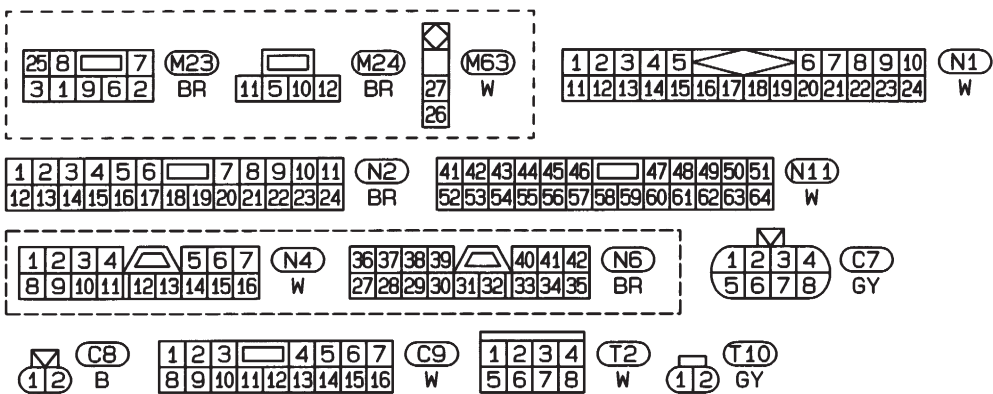 25 8 7 M23
3 1 9 6 2 BR
M24
11 5 10 12 BR
M63
27 W
26
1 2 3 4 5 6 7 8 9 10 N1
11 12 13 14 15 16 17 18 19 20 21 22 23 24 W
1 2 3 4 5 6 7 8 9 10 11 N2
12 13 14 15 16 17 18 19 20 21 22 23 24 BR
41 42 43 44 45 46 47 48 49 50 51 N11
52 53 54 55 56 57 58 59 60 61 62 63 64 W
1 2 3 4 5 6 7 N4
8 9 10 11 12 13 14 15 16 W
36 37 38 39 40 41 42 N6
27 28 29 30 31 32 33 34 35 BR
1 2 3 4 C7
5 6 7 8 GY
C8
1 2 B
1 2 3 4 5 6 7 C9
8 9 10 11 12 13 14 15 16 W
1 2 3 4 T2
5 6 7 8 W
T10
1 2 GY